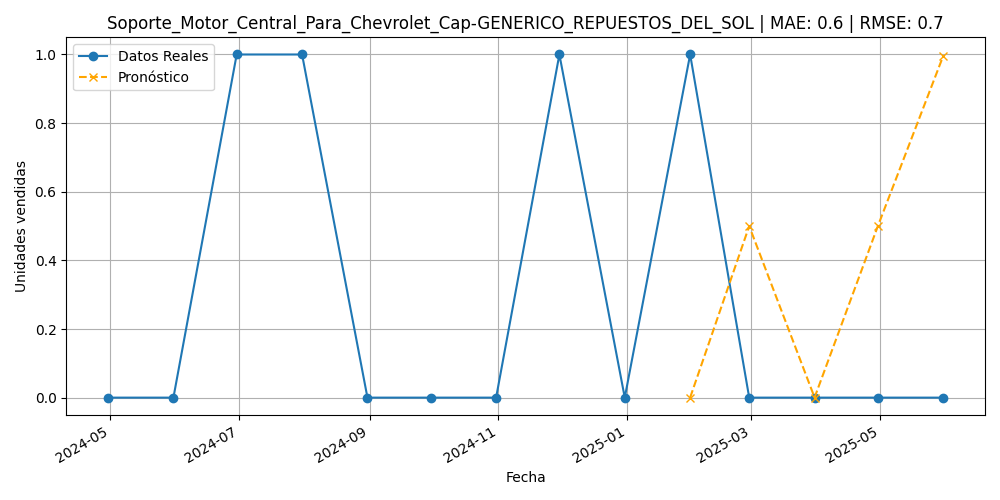 Soporte_Motor_Central_Para_Chevrolet_Cap-GENERICO_REPUESTOS_DEL_SOL | MAE: 0.6 | RMSE: 0.7
Datos Reales
Pronóstico
Unidades vendidas
1.0
0.8
0.6
0.4
0.2
0.0
2024-05
2024-07
2024-09
2024-11
2025-01
2025-03
2025-05
Fecha